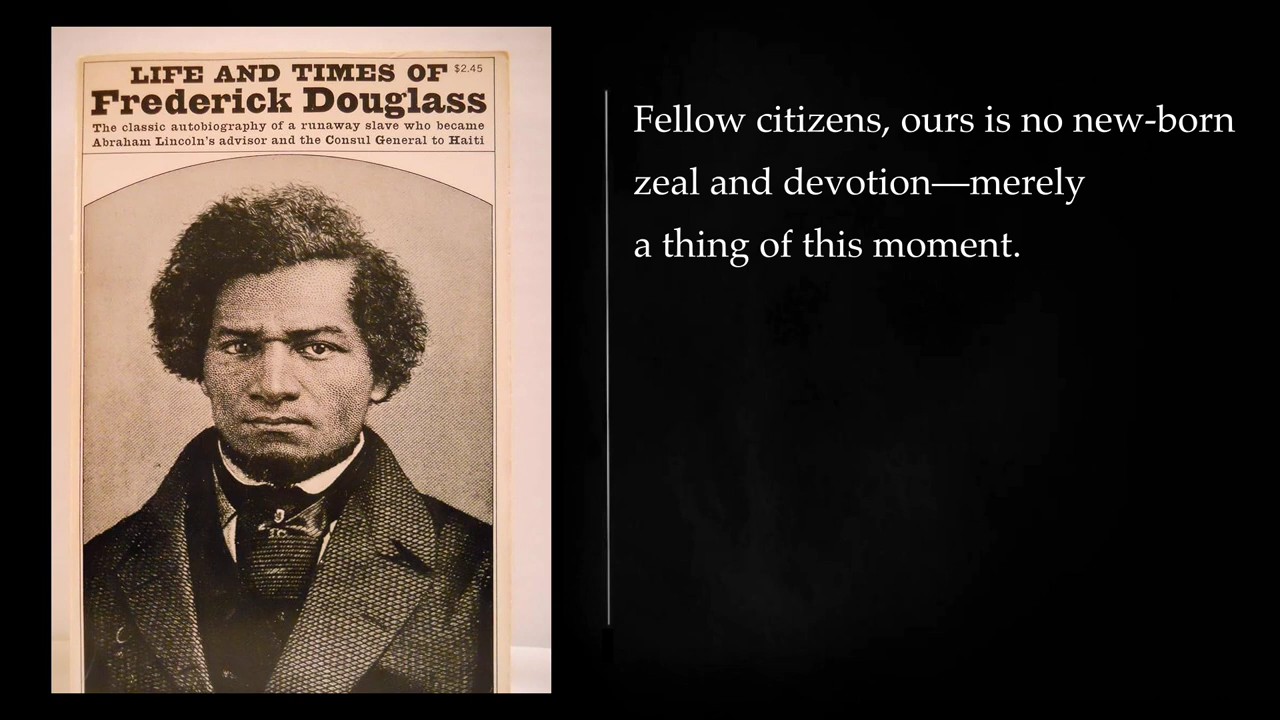 LIFE AND TIMES OF $2.45
Frederick Douglass
The classic autobiography of a runaway slave who became
Abraham Lincoln's advisor and the Consul General to Haiti
Fellow citizens, ours is no new-born
zeal and devotion—merely
a thing of this moment.